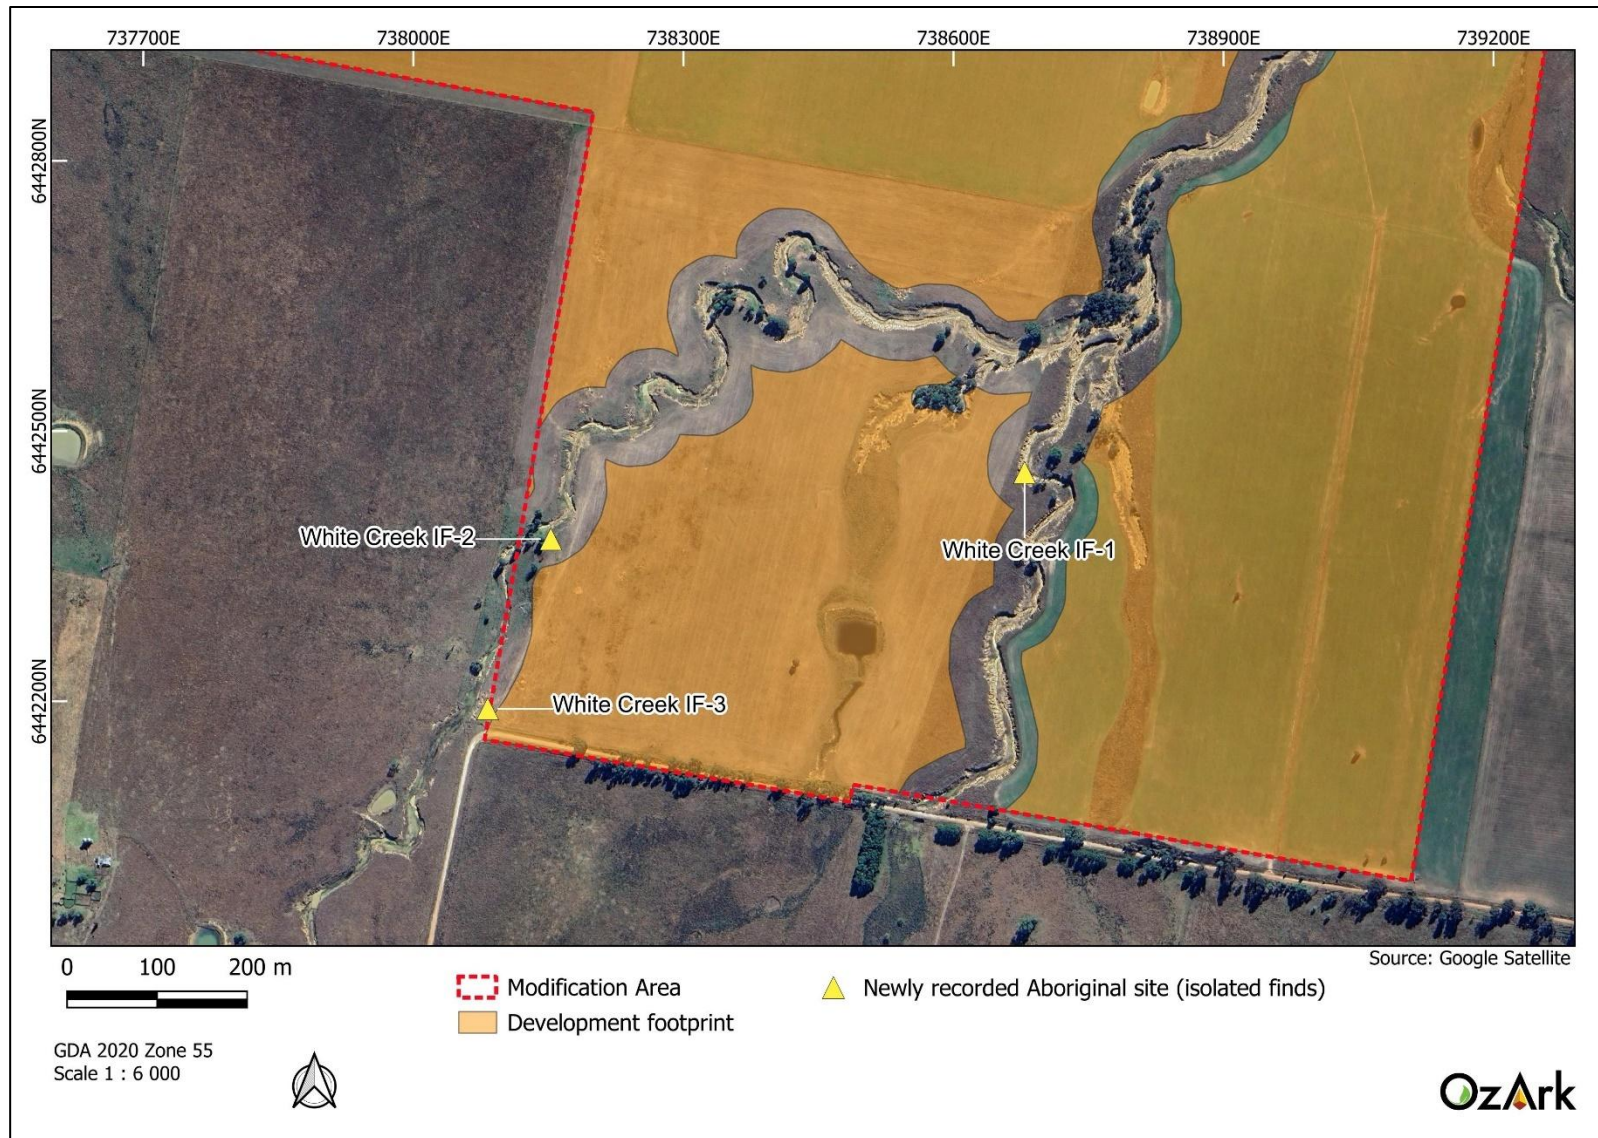 737700E 738000E 738300E 738600E 738900E 739200E
6442800N
6442500N
6442200N
White Creek IF-2
White Creek IF-1
White Creek IF-3
Source: Google Satellite
0 100 200 m
Modification Area
Newly recorded Aboriginal site (isolated finds)
Development footprint
GDA 2020 Zone 55
Scale 1 : 6 000
OzArk